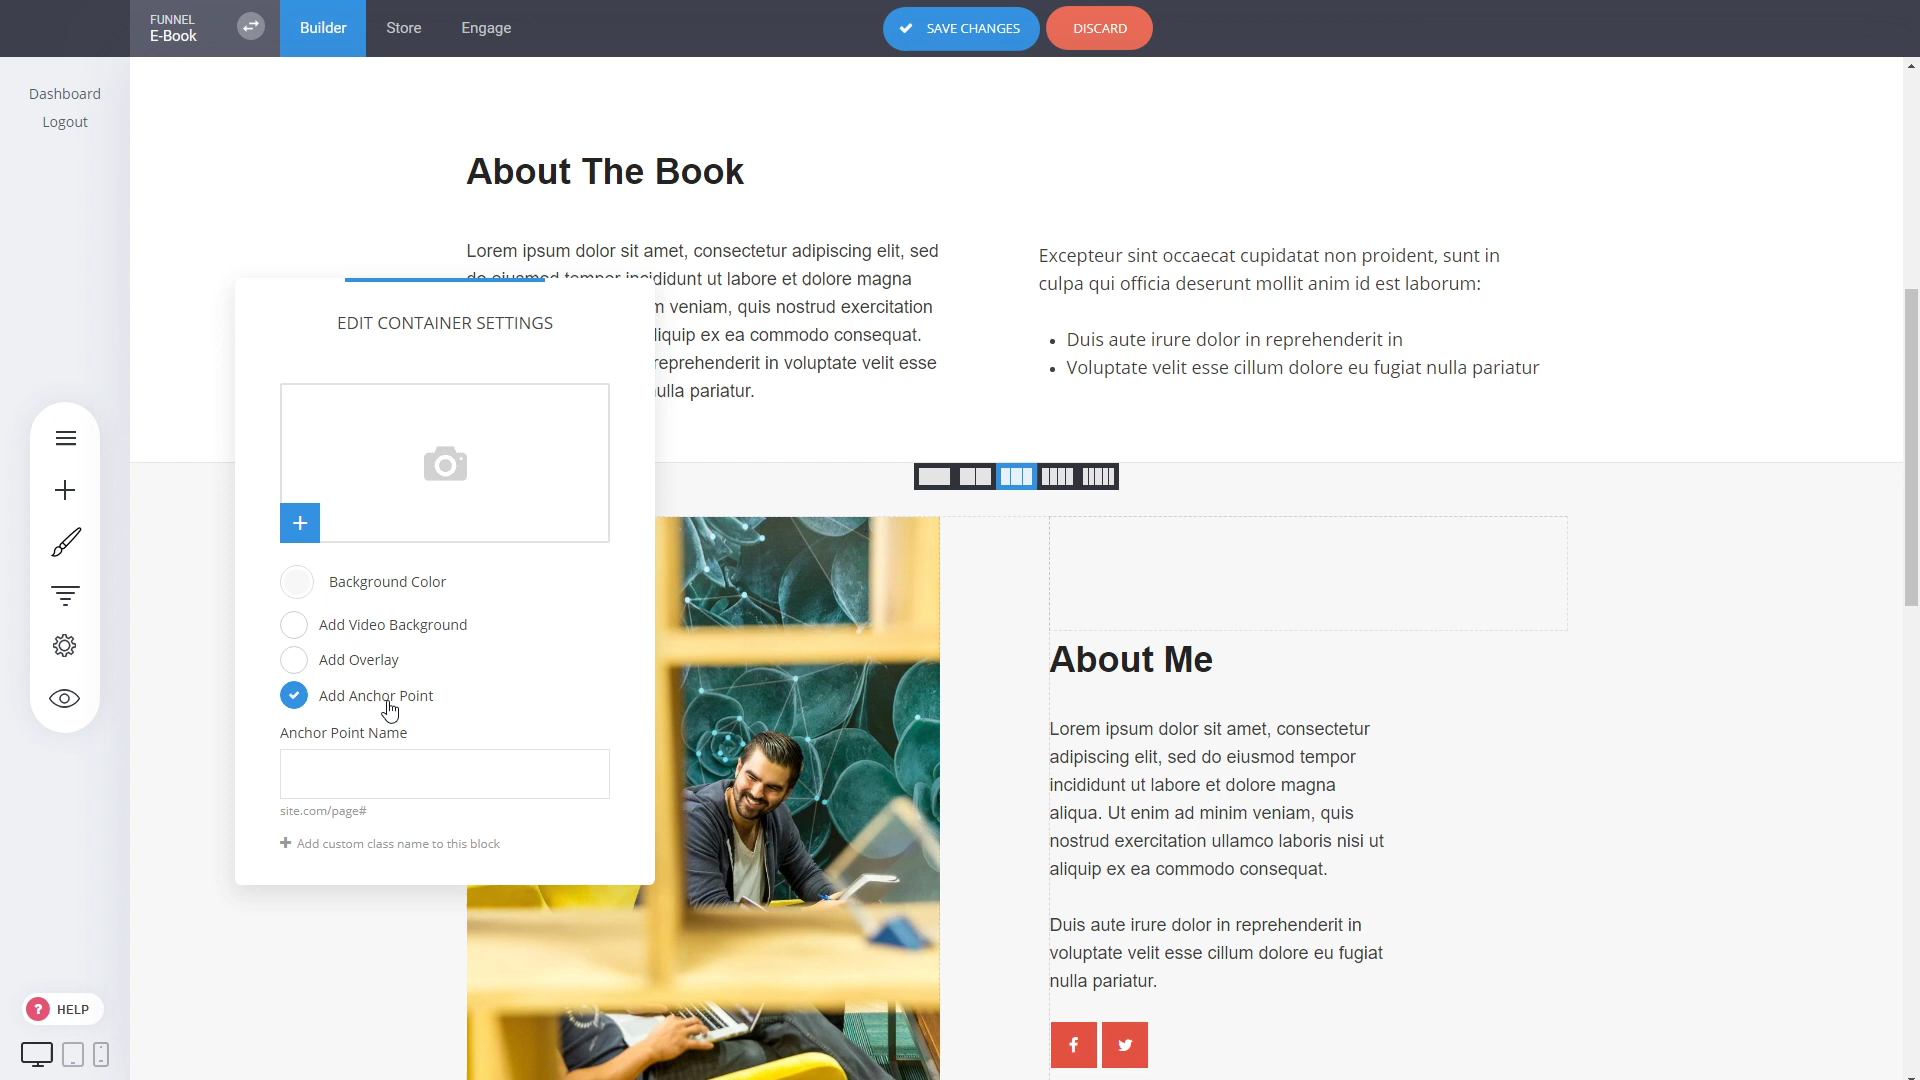 FUNNEL
E-Book
Builder
Store
Engage
SAVE CHANGES
DISCARD
Dashboard
Logout
About The Book
Lorem ipsum dolor sit amet, consectetur adipiscing elit, sed
do eiusmod tempor incididunt ut labore et dolore magna
m veniam, quis nostrud exercitation
liquip ex ea commodo consequat.
reprehenderit in voluptate velit esse
ulla pariatur.
Excepteur sint occaecat cupidatat non proident, sunt in
culpa qui officia deserunt mollit anim id est laborum:
• Duis aute irure dolor in reprehenderit in
• Voluptate velit esse cillum dolore eu fugiat nulla pariatur
EDIT CONTAINER SETTINGS
Background Color
Add Video Background
Add Overlay
Add Anchor Point
Anchor Point Name
site.com/page#
Add custom class name to this block
About Me
Lorem ipsum dolor sit amet, consectetur
adipiscing elit, sed do eiusmod tempor
incididunt ut labore et dolore magna
aliqua. Ut enim ad minim veniam, quis
nostrud exercitation ullamco laboris nisi ut
aliquip ex ea commodo consequat.
Duis aute irure dolor in reprehenderit in
voluptate velit esse cillum dolore eu fugiat
nulla pariatur.
? HELP